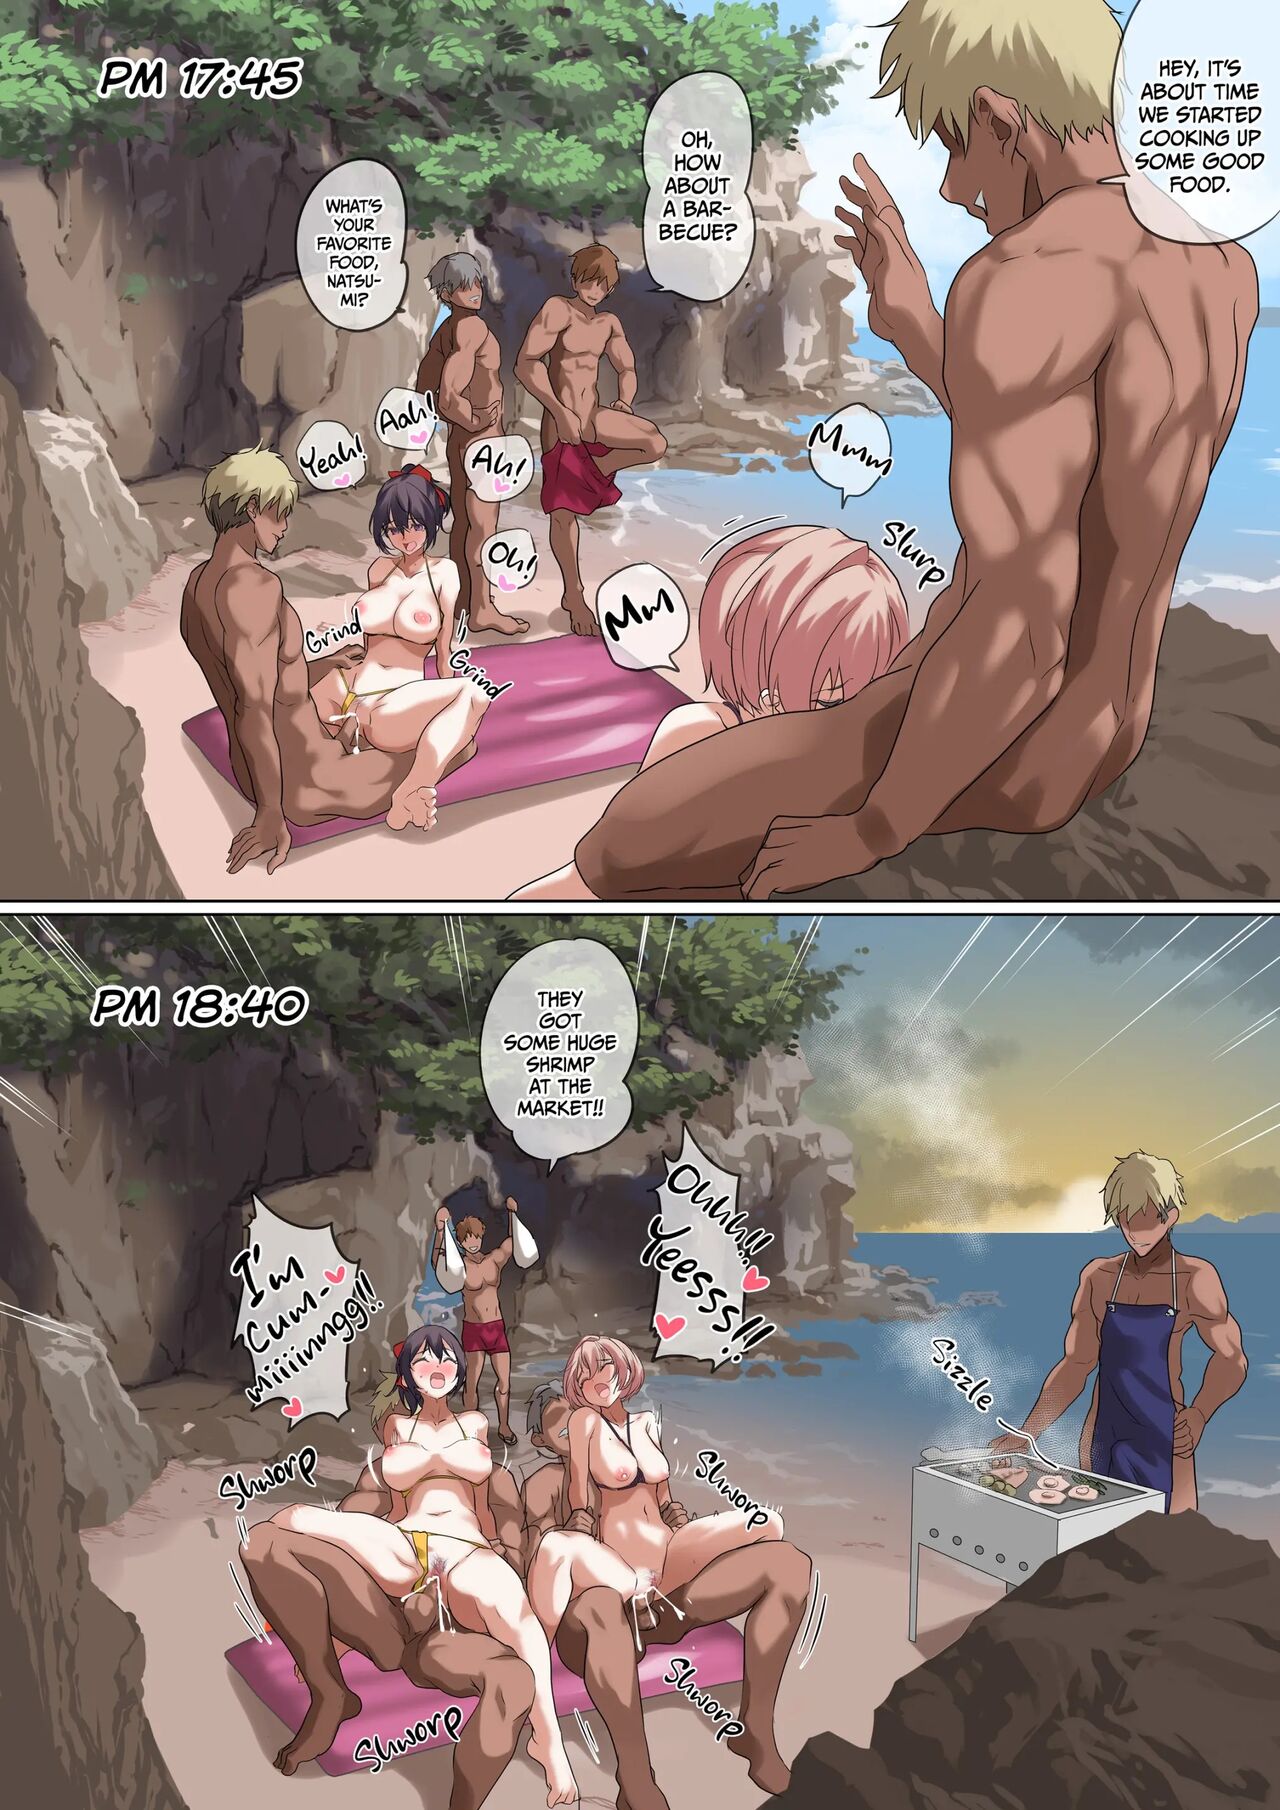 PM 17:45
HEY, IT'S
ABOUT TIME
WE STARTED
COOKING UP
SOME GOOD
FOOD.
OH,
HOW
ABOUT
A BAR-
BECUE?
WHAT'S
YOUR
FAVORITE
FOOD,
NATSU-
MI?
Yeah!
Aah!
Ah!
Oh!
Mmm
Slurp
Mm
Grind
Grind
PM 18:40
THEY
GOT
SOME HUGE
SHRIMP
AT THE
MARKET!!
Ohhh!!
Yeesss!!
I'm
Cum-
miiiinngg!!
Sizzle
Shworp
Shworp
Shworp
Shworp